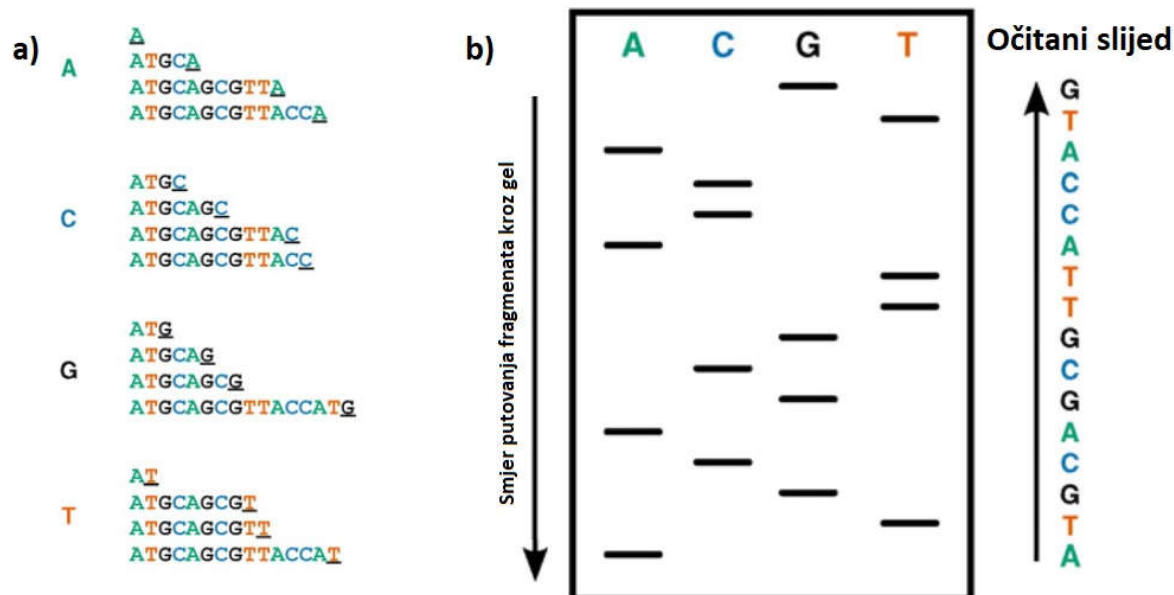 a)
A
A
ATGCA
ATGCAGCGTTA
ATGCAGCGTTACCA
C
ATGC
ATGCAGC
ATGCAGCGTTAC
ATGCAGCGTTACC
G
ATG
ATGCAG
ATGCAGCG
ATGCAGCGTTACCATG
T
AT
ATGCAGCGT
ATGCAGCGTT
ATGCAGCGTTACCAT
b)
Smjer putovanja fragmenata kroz gel
A C G T
Očitani slijed
G
T
A
C
C
A
T
T
G
C
G
A
C
G
T
A